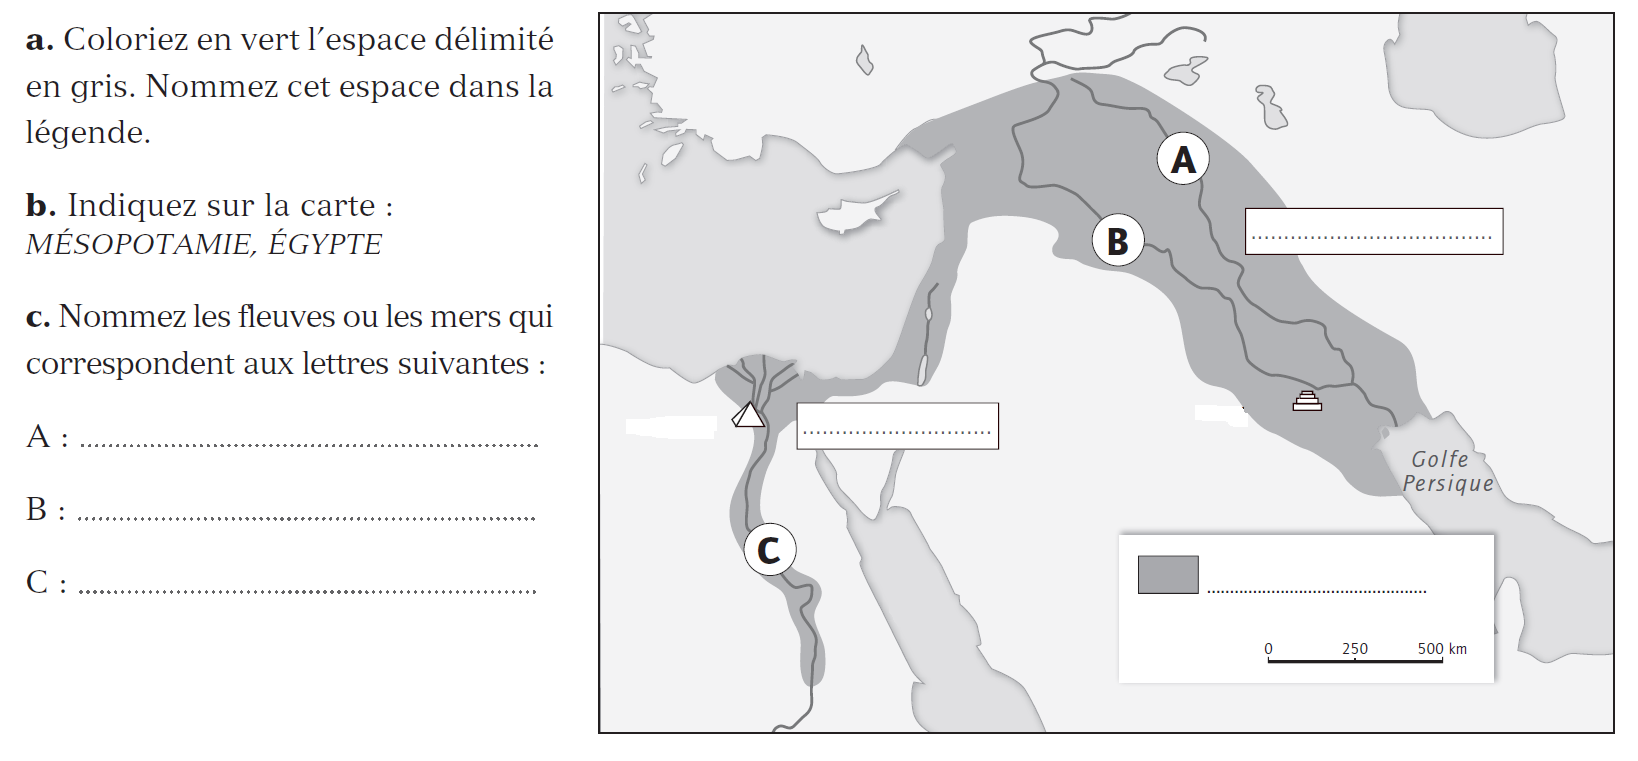 a. Coloriez en vert l'espace délimité
en gris. Nommez cet espace dans la
légende.
b. Indiquez sur la carte :
MÉSOPOTAMIE, ÉGYPTE
c. Nommez les fleuves ou les mers qui
correspondent aux lettres suivantes :
A : ..........................................................
B : ..........................................................
C : ..........................................................
A
B
.....................................
.............................
Golfe
Persique
C
................................................
0 250 500 km